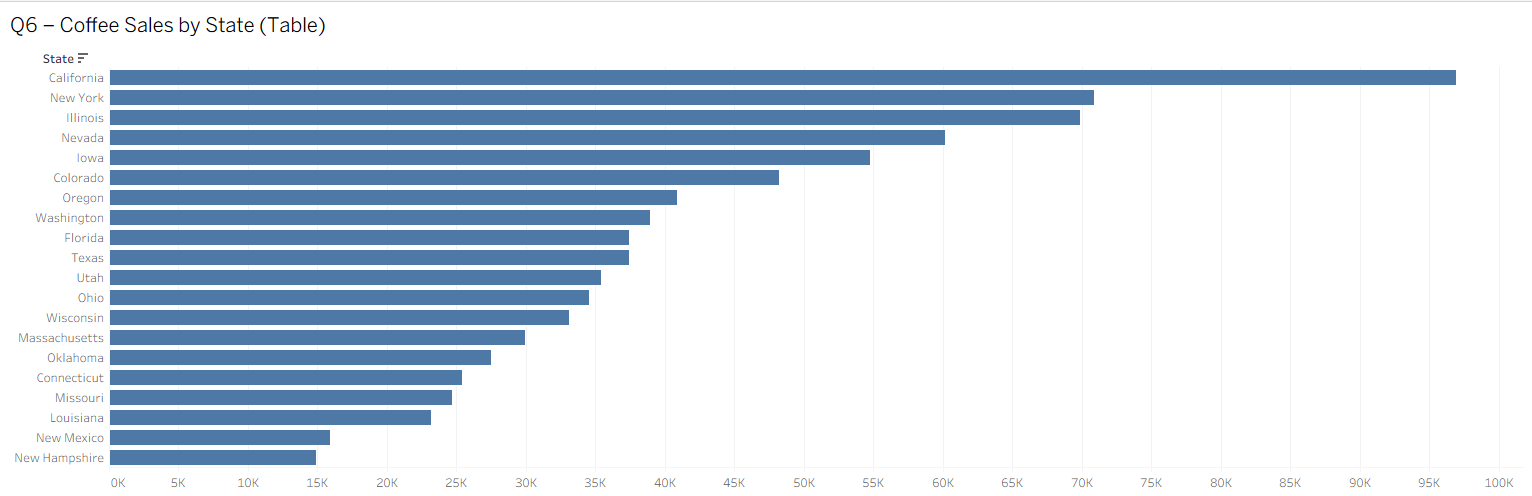 Q6 – Coffee Sales by State (Table)
State
California
New York
Illinois
Nevada
Iowa
Colorado
Oregon
Washington
Florida
Texas
Utah
Ohio
Wisconsin
Massachusetts
Oklahoma
Connecticut
Missouri
Louisiana
New Mexico
New Hampshire
0K 5K 10K 15K 20K 25K 30K 35K 40K 45K 50K 55K 60K 65K 70K 75K 80K 85K 90K 95K 100K